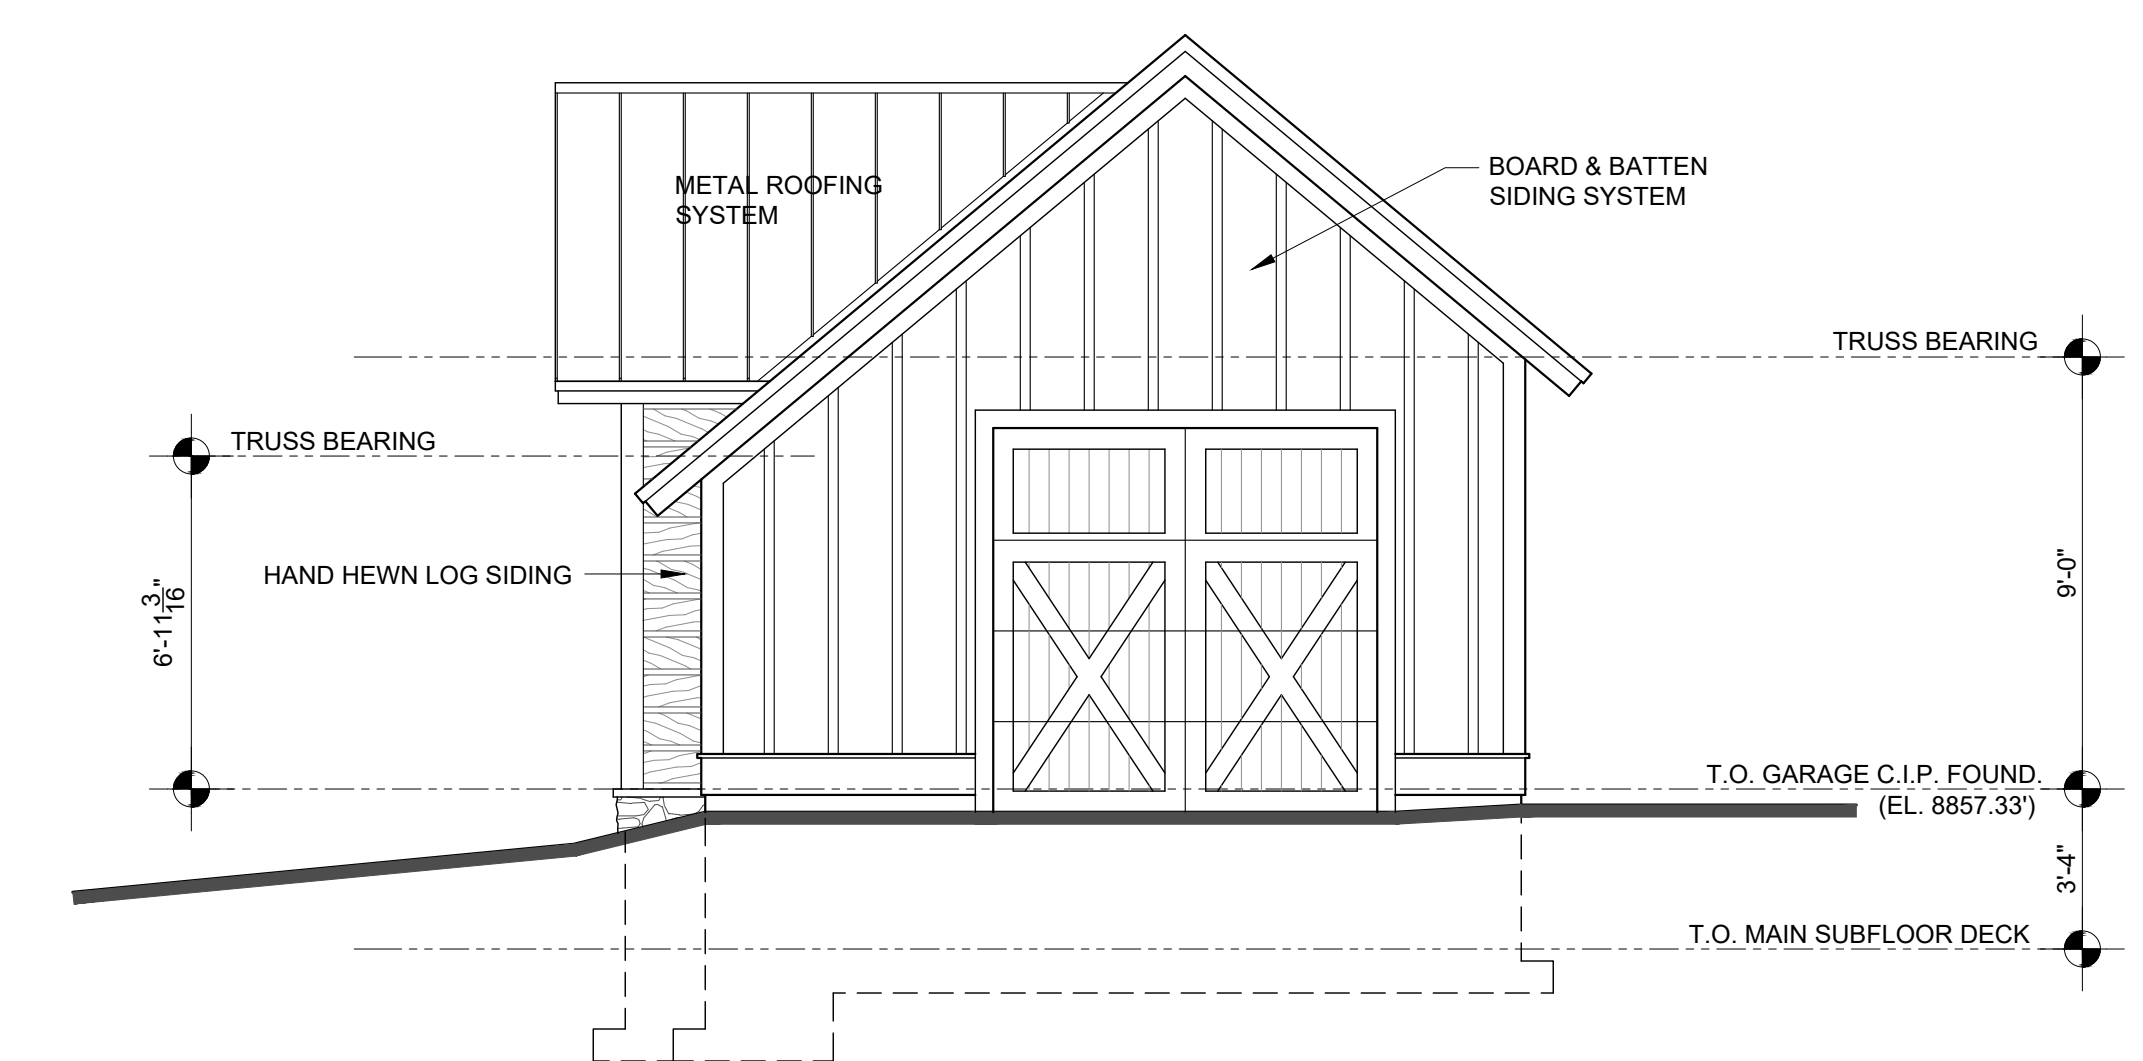 METAL ROOFING
SYSTEM
BOARD & BATTEN
SIDING SYSTEM
TRUSS BEARING
TRUSS BEARING
HAND HEWN LOG SIDING
6'-11 3/16"
9'-0"
T.O. GARAGE C.I.P. FOUND.
(EL. 8857.33')
3'-4"
T.O. MAIN SUBFLOOR DECK